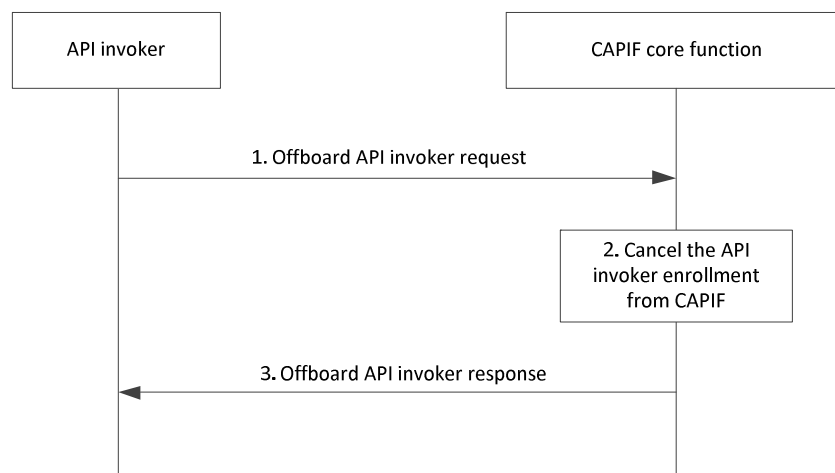 API invoker
CAPIF core function
1. Offboard API invoker request
2. Cancel the API
invoker enrollment
from CAPIF
3. Offboard API invoker response